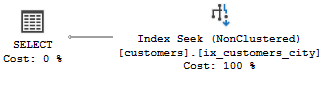 SELECT
Cost: 0 %
Index Seek (NonClustered)
[customers].[ix_customers_city]
Cost: 100 %